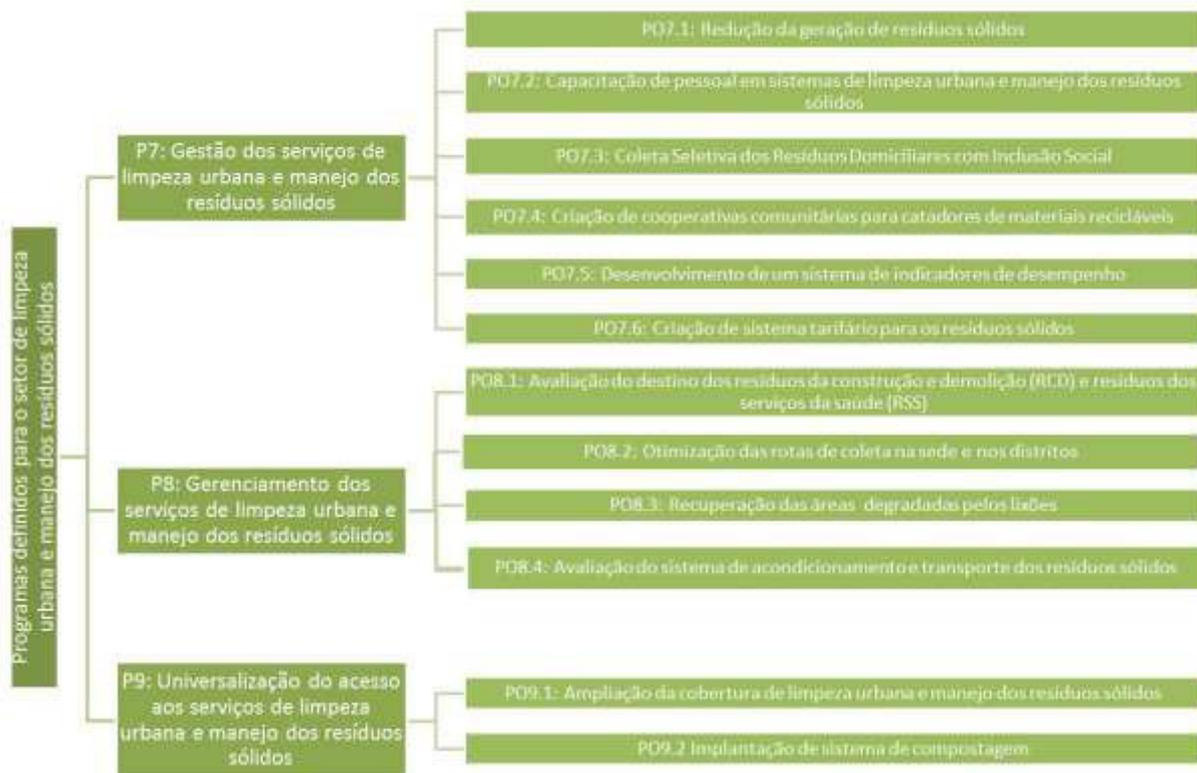 Programas definidos para o setor de limpeza
urbana e manejo dos resíduos sólidos
P7: Gestão dos serviços de
limpeza urbana e manejo dos
resíduos sólidos
PO7.1: Redução da geração de resíduos sólidos
PO7.2: Capacitação de pessoal em sistemas de limpeza urbana e manejo dos resíduos
sólidos
PO7.3: Coleta Seletiva dos Resíduos Domiciliares com Inclusão Social
PO7.4: Criação de cooperativas comunitárias para catadores de materiais recicláveis
PO7.5: Desenvolvimento de um sistema de indicadores de desempenho
PO7.6: Criação de sistema tarifário para os resíduos sólidos
P8: Gerenciamento dos
serviços de limpeza urbana e
manejo dos resíduos sólidos
PO8.1: Avaliação do destino dos resíduos da construção e demolição (RCD) e resíduos dos
serviços da saúde (RSS)
PO8.2: Otimização das rotas de coleta na sede e nos distritos
PO8.3: Recuperação das áreas degradadas pelos lixões
PO8.4: Avaliação do sistema de acondicionamento e transporte dos resíduos sólidos
P9: Universalização do acesso
aos serviços de limpeza
urbana e manejo dos resíduos
sólidos
PO9.1: Ampliação da cobertura de limpeza urbana e manejo dos resíduos sólidos
PO9.2 Implantação de sistema de compostagem